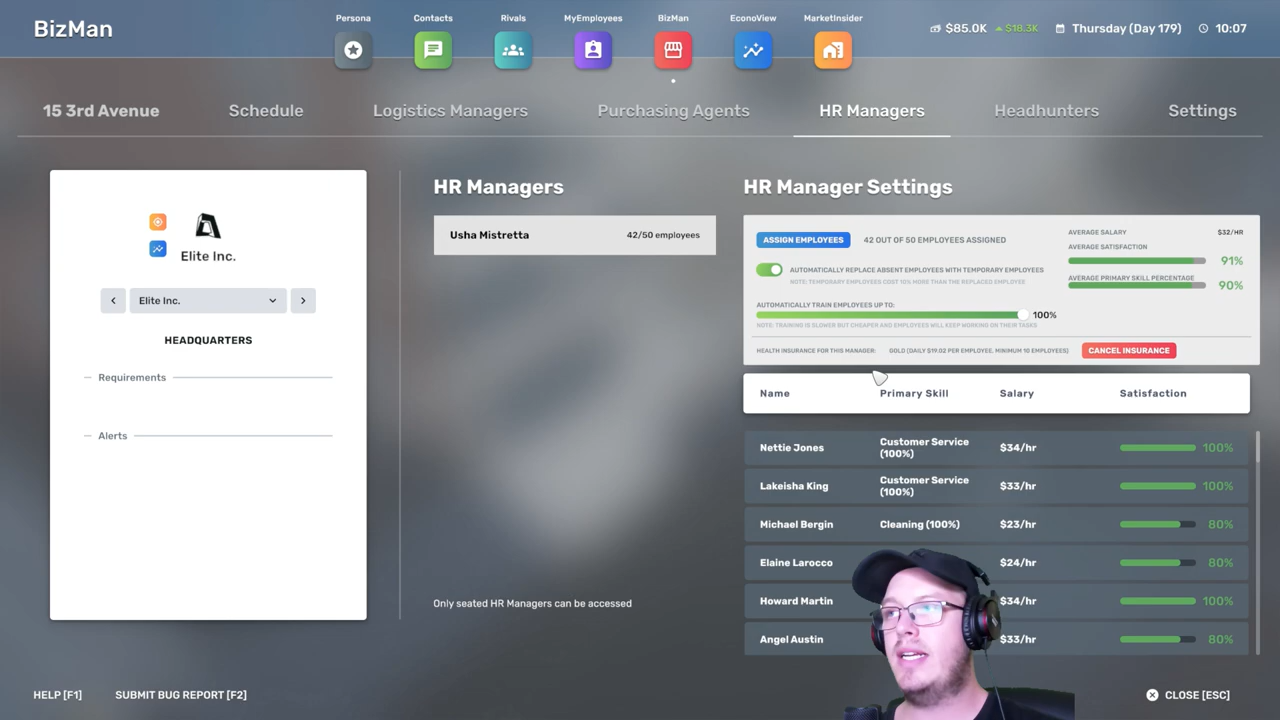 BizMan
Persona
Contacts
Rivals
MyEmployees
BizMan
EconoView
MarketInsider
$85.0K
$18.3K
Thursday (Day 179)
10:07
15 3rd Avenue
Schedule
Logistics Managers
Purchasing Agents
HR Managers
Headhunters
Settings
Elite Inc.
Elite Inc.
HEADQUARTERS
Requirements
Alerts
HR Managers
Usha Mistretta
42/50 employees
Only seated HR Managers can be accessed
HR Manager Settings
ASSIGN EMPLOYEES
42 OUT OF 50 EMPLOYEES ASSIGNED
AUTOMATICALLY REPLACE ABSENT EMPLOYEES WITH TEMPORARY EMPLOYEES
NOTE: TEMPORARY EMPLOYEES COST 10% MORE THAN THE REPLACED EMPLOYEE
AUTOMATICALLY TRAIN EMPLOYEES UP TO:
100%
NOTE: TRAINING IS SLOWER BUT CHEAPER AND EMPLOYEES WILL KEEP WORKING ON THEIR TASKS
AVERAGE SALARY
$32/HR
AVERAGE SATISFACTION
91%
AVERAGE PRIMARY SKILL PERCENTAGE
90%
HEALTH INSURANCE FOR THIS MANAGER:
GOLD (DAILY $19.02 PER EMPLOYEE, MINIMUM 10 EMPLOYEES)
CANCEL INSURANCE
Name
Primary Skill
Salary
Satisfaction
Nettie Jones
Customer Service
(100%)
$34/hr
100%
Lakeisha King
Customer Service
(100%)
$33/hr
100%
Michael Bergin
Cleaning (100%)
$23/hr
80%
Elaine Larocco
$24/hr
80%
Howard Martin
$34/hr
100%
Angel Austin
$33/hr
80%
HELP [F1]
SUBMIT BUG REPORT [F2]
CLOSE [ESC]